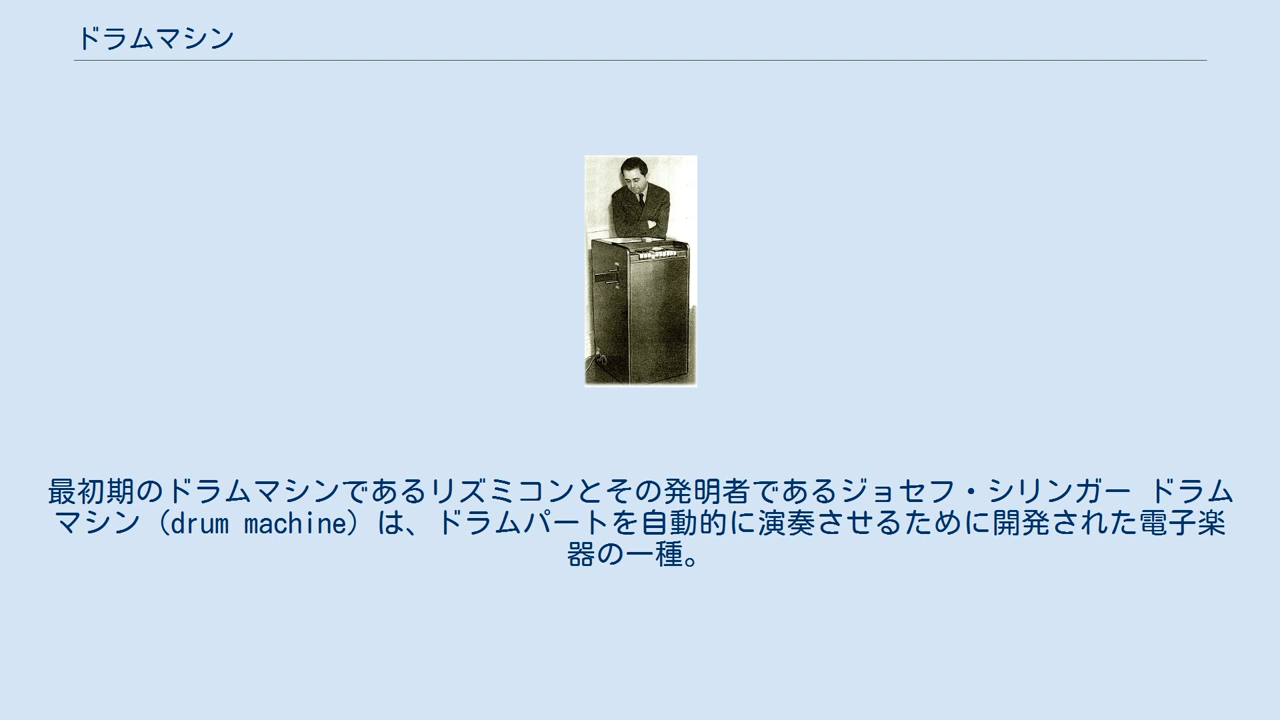 ドラムマシン
最初期のドラムマシンであるリズミコンとその発明者であるジョセフ・シリンガー ドラム
マシン（drum machine）は、ドラムパートを自動的に演奏させるために開発された電子楽
器の一種。